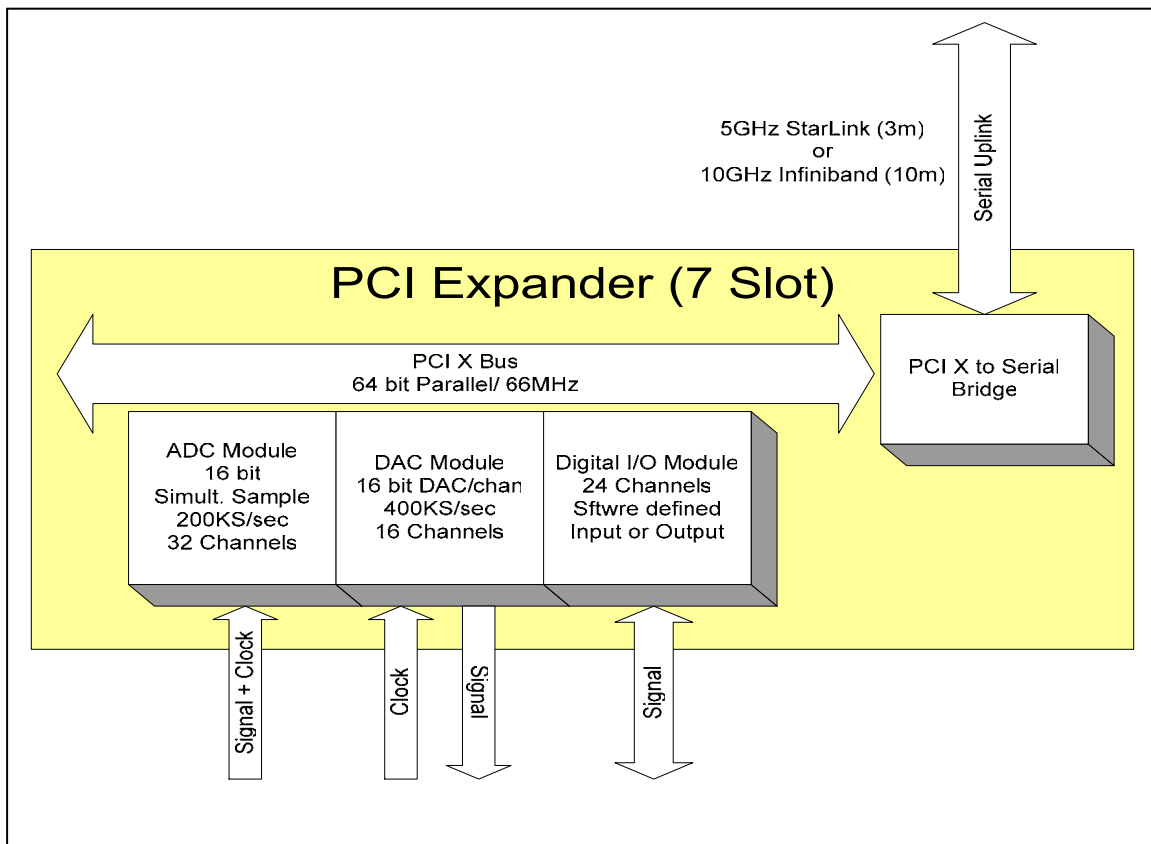 5GHz StarLink (3m)
or
10GHz Infiniband (10m)
Serial Uplink
PCI Expander (7 Slot)
PCI X Bus
64 bit Parallel/ 66MHz
PCI X to Serial
Bridge
ADC Module
16 bit
Simult. Sample
200KS/sec
32 Channels
DAC Module
16 bit DAC/chan
400KS/sec
16 Channels
Digital I/O Module
24 Channels
Sftwre defined
Input or Output
Signal + Clock
Clock
Signal
Signal